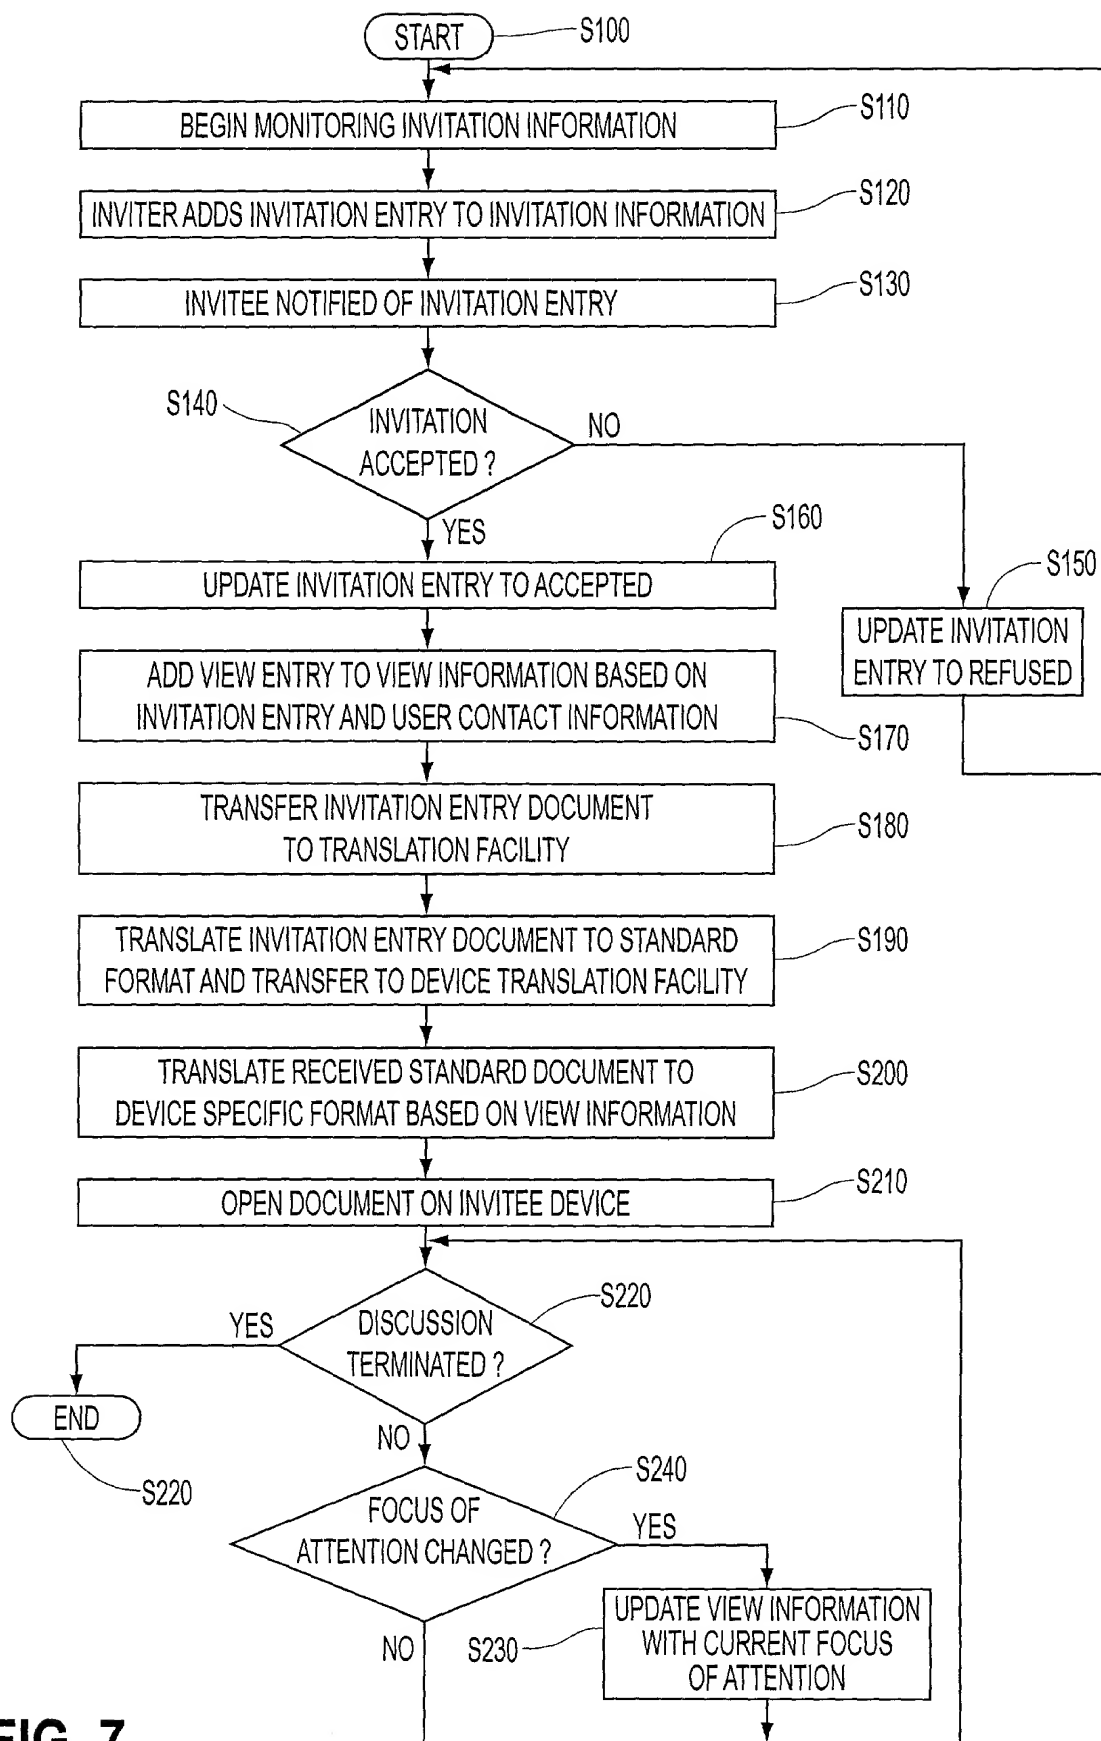 START
S100
BEGIN MONITORING INVITATION INFORMATION
S110
INVITER ADDS INVITATION ENTRY TO INVITATION INFORMATION
S120
INVITEE NOTIFIED OF INVITATION ENTRY
S130
S140
INVITATION
ACCEPTED ?
NO
YES
S160
UPDATE INVITATION ENTRY TO ACCEPTED
S150
UPDATE INVITATION
ENTRY TO REFUSED
ADD VIEW ENTRY TO VIEW INFORMATION BASED ON
INVITATION ENTRY AND USER CONTACT INFORMATION
S170
TRANSFER INVITATION ENTRY DOCUMENT
TO TRANSLATION FACILITY
S180
TRANSLATE INVITATION ENTRY DOCUMENT TO STANDARD
FORMAT AND TRANSFER TO DEVICE TRANSLATION FACILITY
S190
TRANSLATE RECEIVED STANDARD DOCUMENT TO
DEVICE SPECIFIC FORMAT BASED ON VIEW INFORMATION
S200
OPEN DOCUMENT ON INVITEE DEVICE
S210
S220
DISCUSSION
TERMINATED ?
YES
END
S220
NO
S240
FOCUS OF
ATTENTION CHANGED ?
YES
NO
S230
UPDATE VIEW INFORMATION
WITH CURRENT FOCUS
OF ATTENTION
FIG. 7